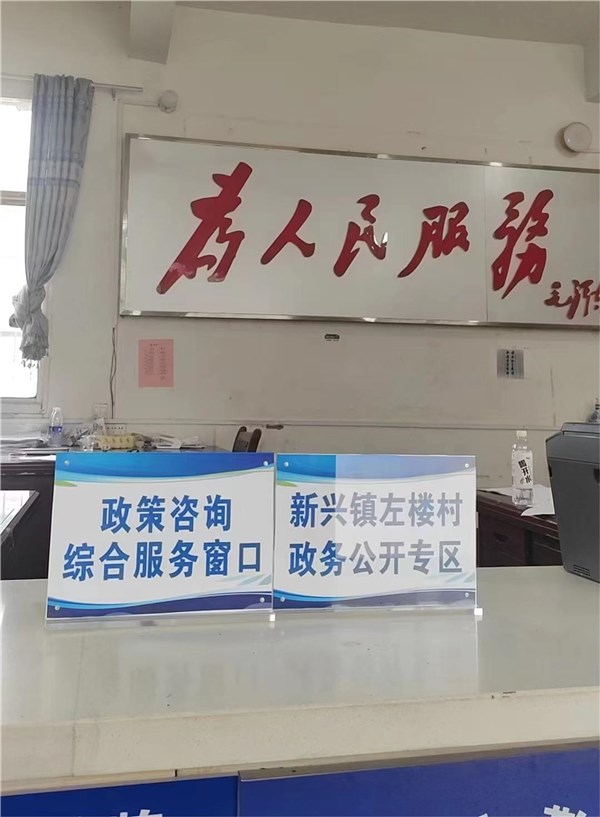 为人民服務
毛泽东
政策咨询
综合服务窗口
新兴镇左楼村
政务公开专区